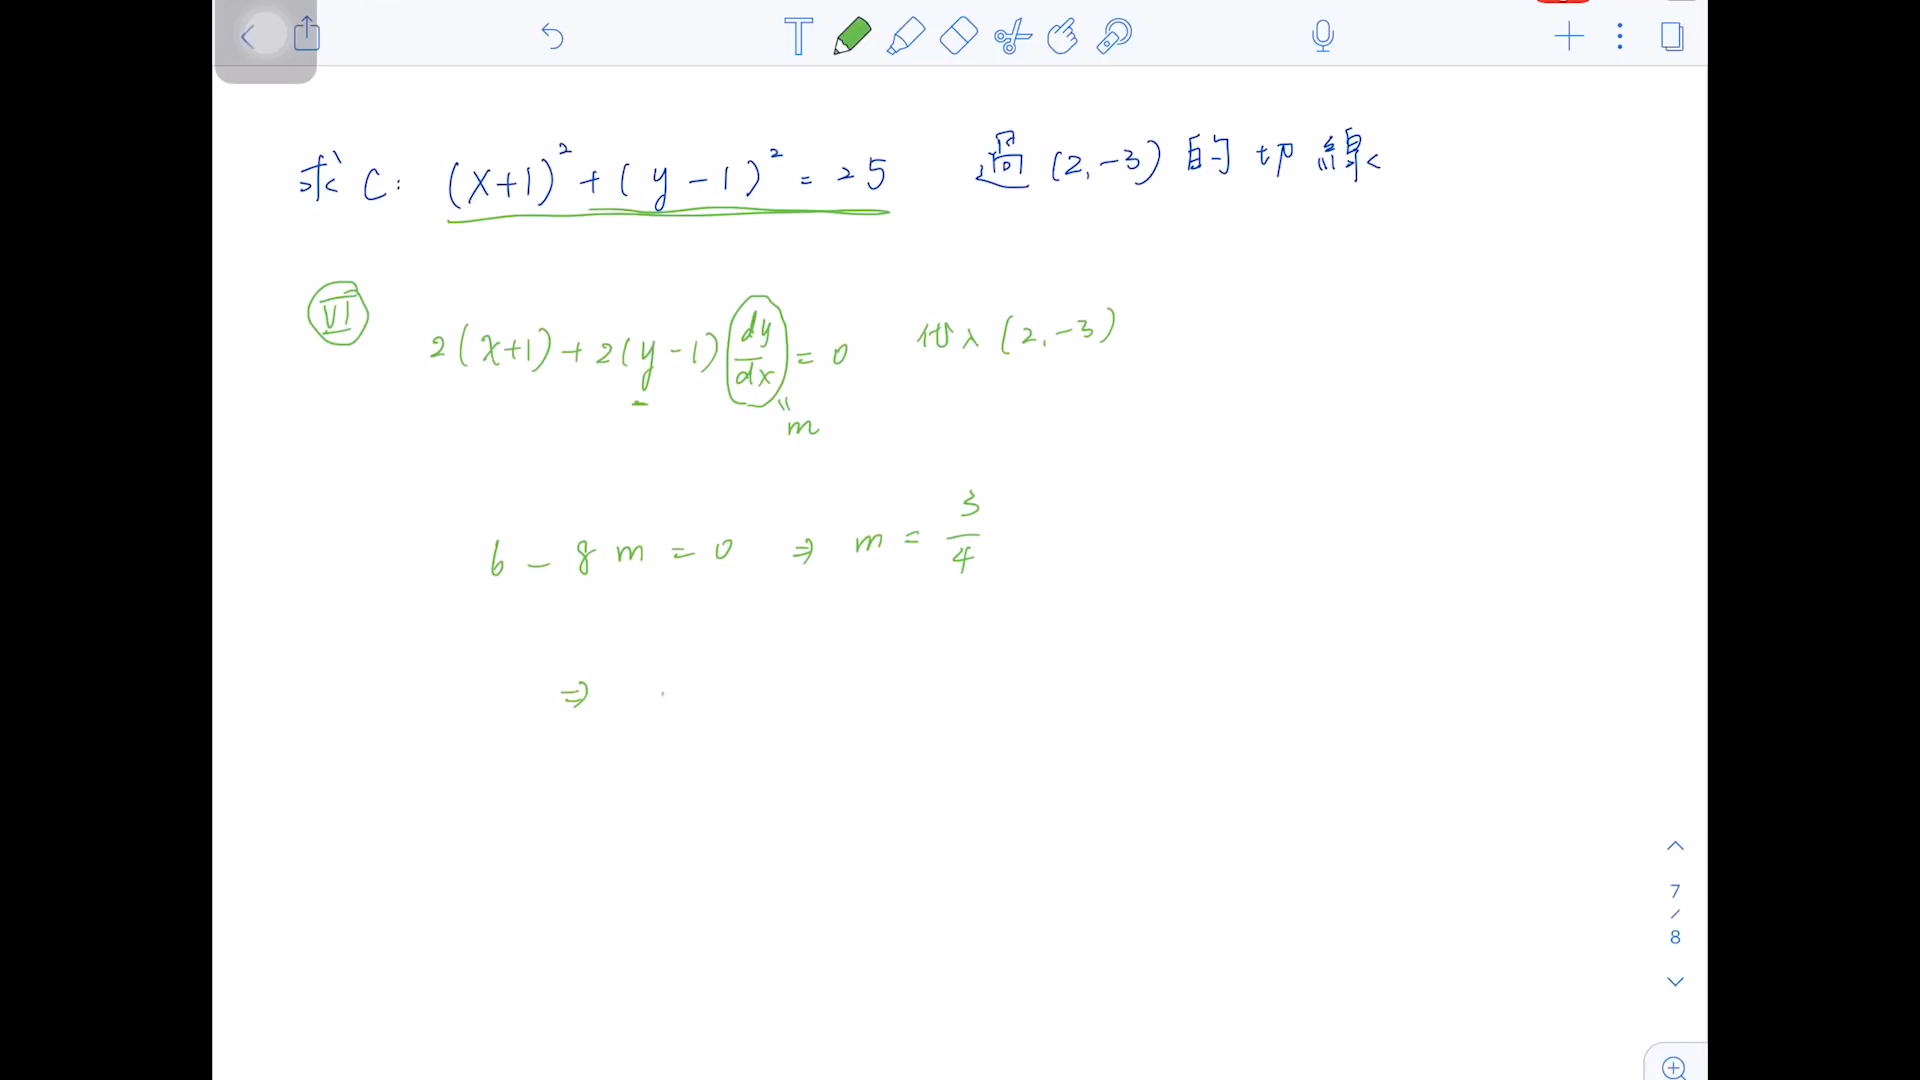 T
求 C: (x+1)² + (y-1)² = 25 過 (2,-3) 的切線
VI
2(x+1) + 2(y-1) dy/dx = 0 代入 (2,-3)
" m
6 - 8m = 0 ⇒ m = 3/4
⇒
7
/
8